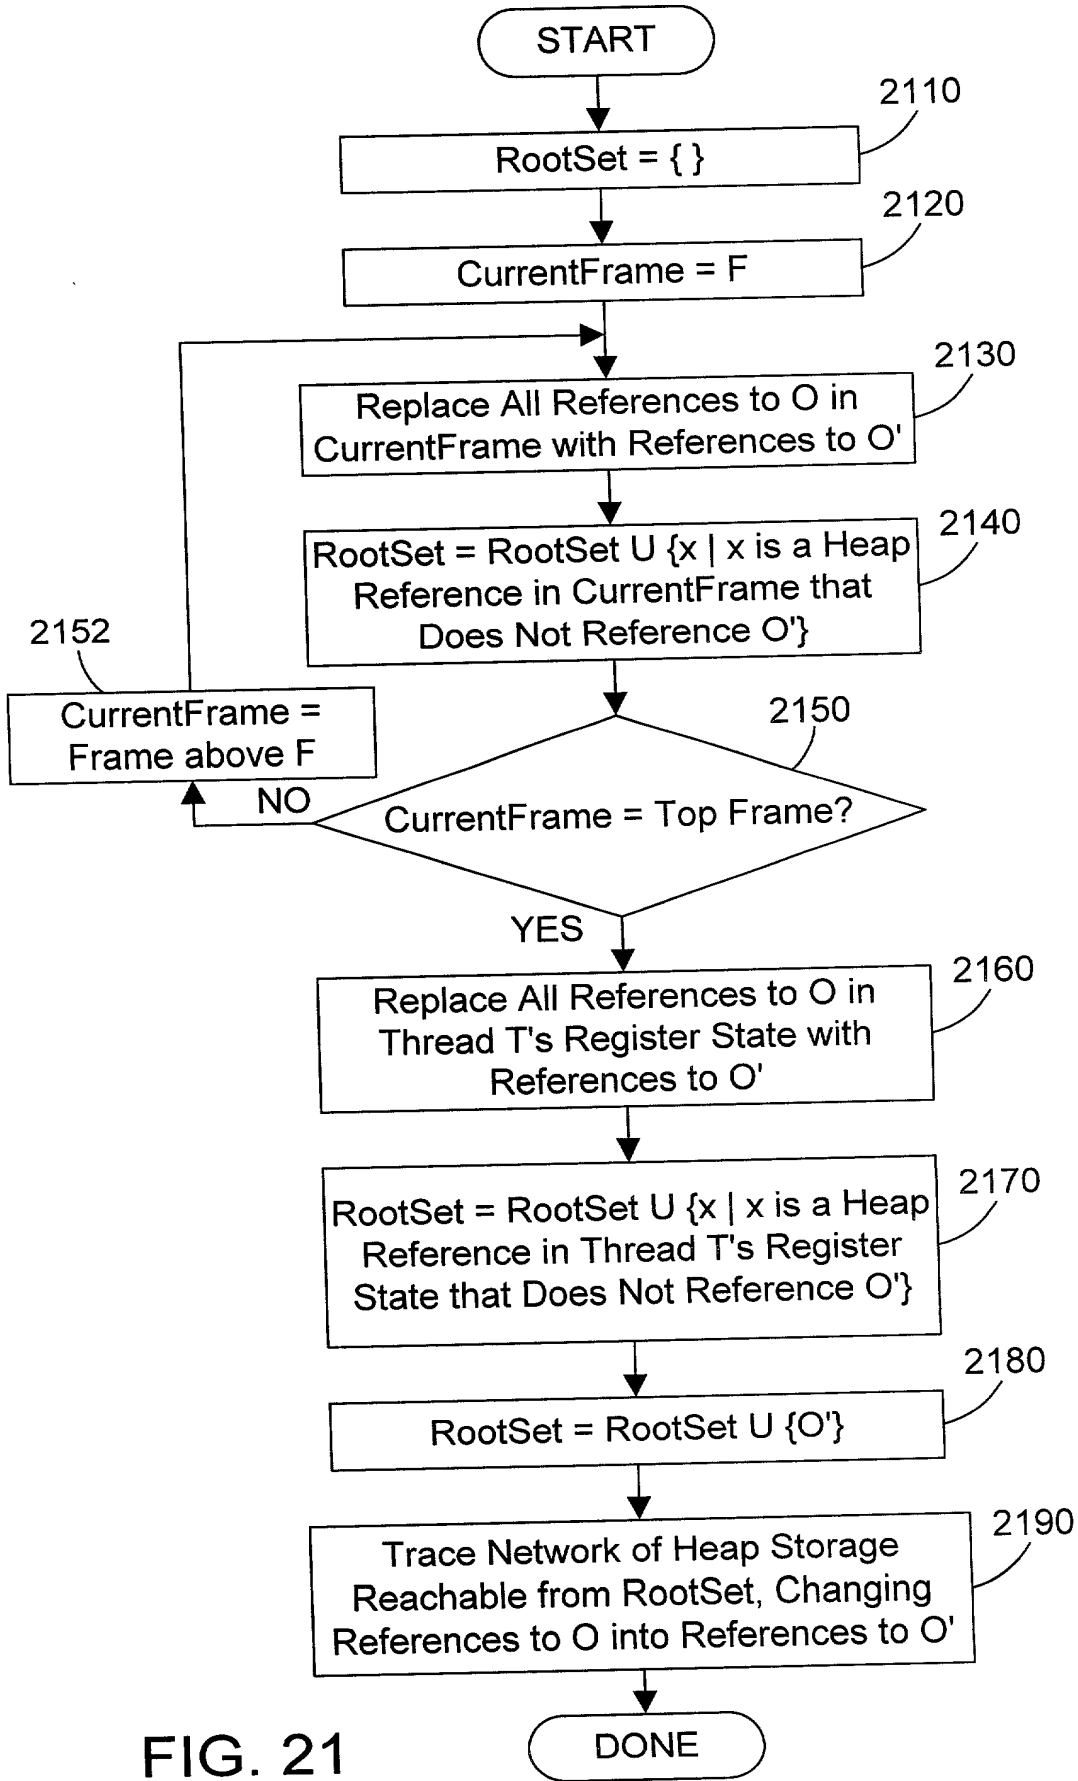 START
2110
RootSet = { }
2120
CurrentFrame = F
2130
Replace All References to O in
CurrentFrame with References to O'
2140
RootSet = RootSet U {x | x is a Heap
Reference in CurrentFrame that
Does Not Reference O'}
2152
CurrentFrame =
Frame above F
2150
NO
CurrentFrame = Top Frame?
YES
2160
Replace All References to O in
Thread T's Register State with
References to O'
2170
RootSet = RootSet U {x | x is a Heap
Reference in Thread T's Register
State that Does Not Reference O'}
2180
RootSet = RootSet U {O'}
2190
Trace Network of Heap Storage
Reachable from RootSet, Changing
References to O into References to O'
DONE
FIG. 21